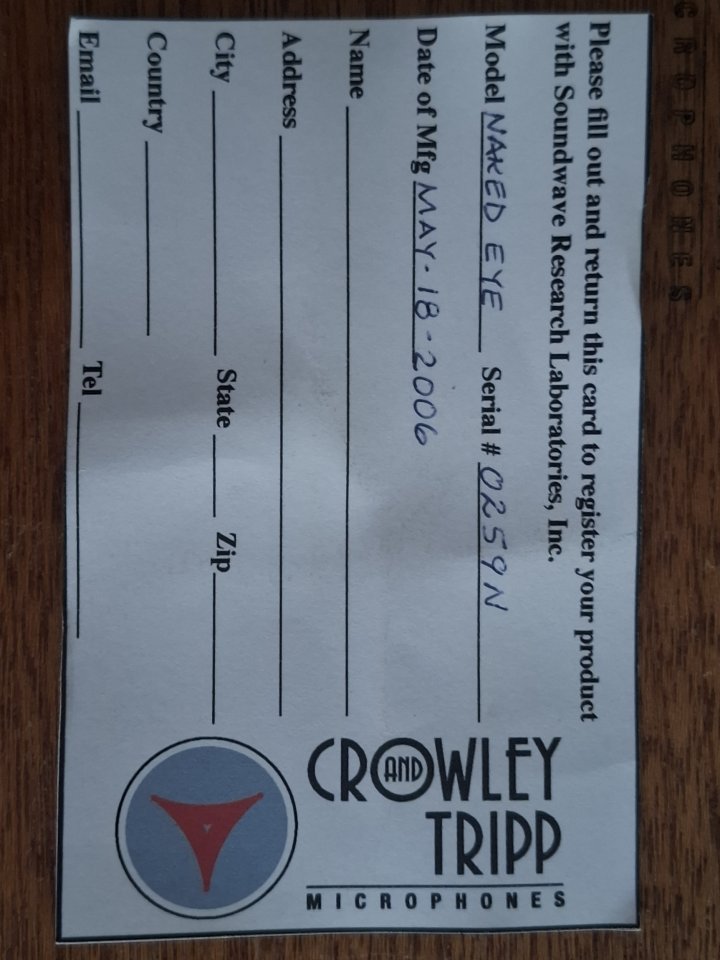 Please fill out and return this card to register your product
with Soundwave Research Laboratories, Inc.
Model NAKED EYE Serial # 0259N
Date of Mfg MAY-18-2006
Name
Address
City State Zip
Country
Email Tel
CROWLEY
AND
TRIPP
MICROPHONES
CROPHONES